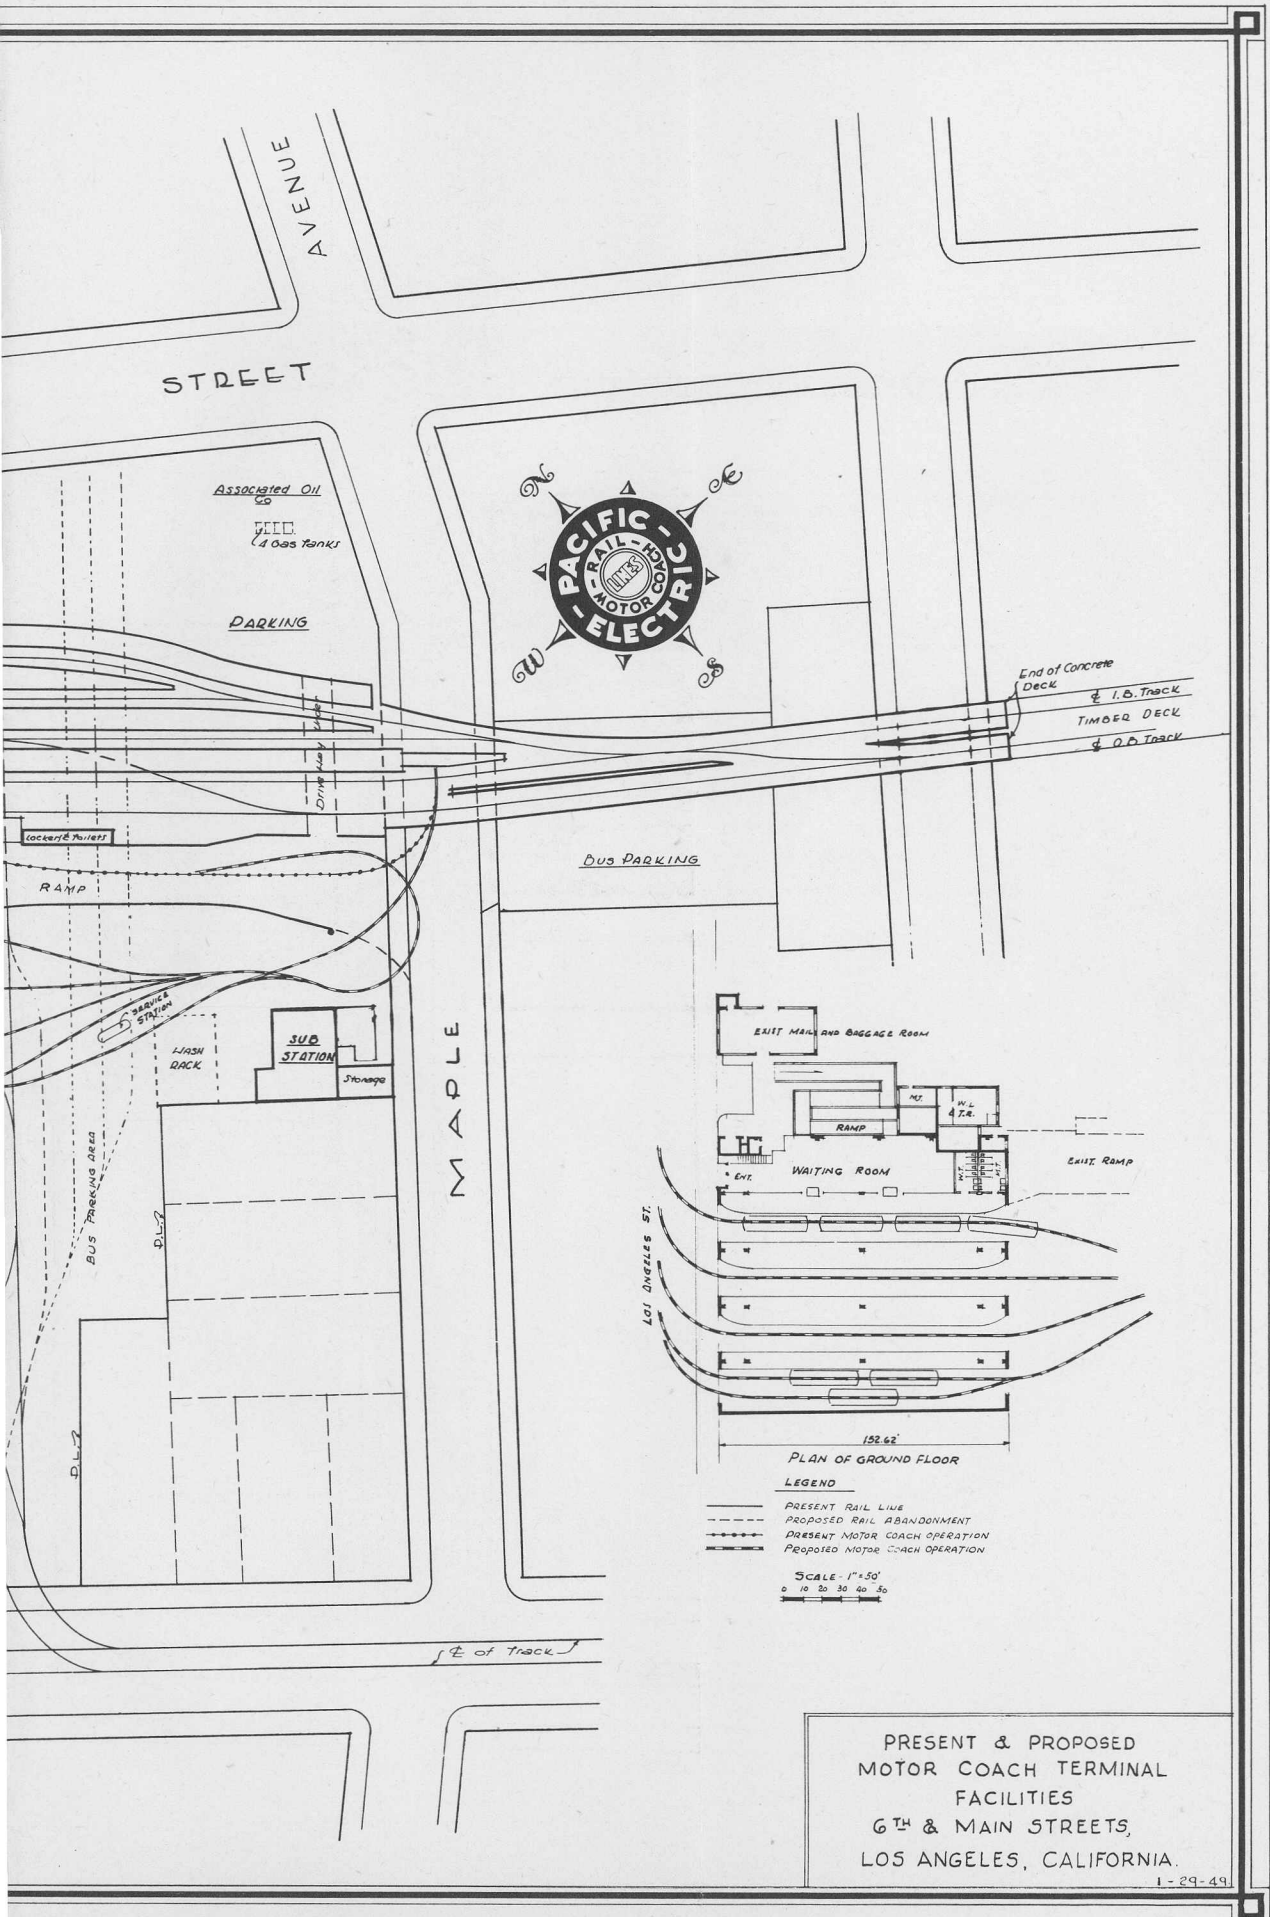 AVENUE
STREET
ASSOCIATED OIL
CO
4 Gas Tanks
PARKING
N
E
W
S
PACIFIC - ELECTRIC -
- RAIL - MOTOR COACH
LINES
End of Concrete
Deck
℄ I.B. Track
TIMBER DECK
℄ O.B. Track
Drive Way Under
Lockers & Toilets
RAMP
BUS PARKING
SERVICE
STATION
WASH
RACK
SUB
STATION
Storage
MAPLE
BUS PARKING AREA
P.L.
P.L.
℄ of Track
EXIST MAIL AND BAGGAGE ROOM
W.L.
& T.R.
RAMP
WAITING ROOM
ENT.
W.T.
M.T.
EXIST. RAMP
LOS ANGELES ST.
152.62'
PLAN OF GROUND FLOOR
LEGEND
PRESENT RAIL LINE
PROPOSED RAIL ABANDONMENT
PRESENT MOTOR COACH OPERATION
PROPOSED MOTOR COACH OPERATION
SCALE - 1" = 50'
0 10 20 30 40 50
PRESENT & PROPOSED
MOTOR COACH TERMINAL
FACILITIES
6TH & MAIN STREETS,
LOS ANGELES, CALIFORNIA.
1-29-49